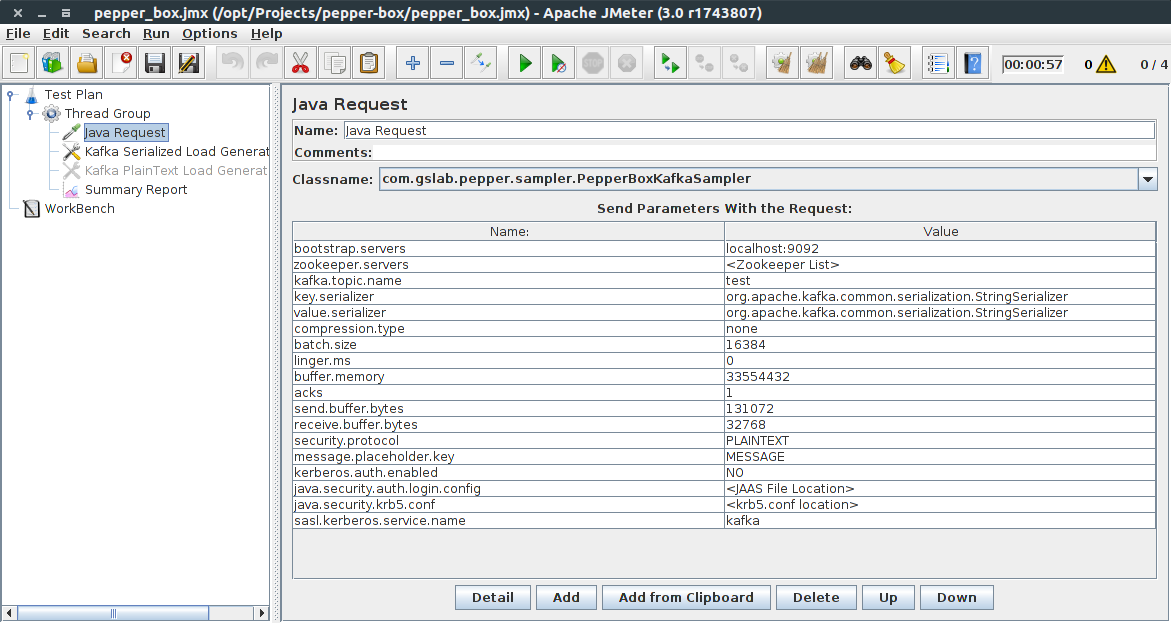 pepper_box.jmx (/opt/Projects/pepper-box/pepper_box.jmx) - Apache JMeter (3.0 r1743807)
File Edit Search Run Options Help
STOP 00:00:57 0 0 / 4
Test Plan
Thread Group
Java Request
Kafka Serialized Load Generat
Kafka PlainText Load Generat
Summary Report
WorkBench
Java Request
Name: Java Request
Comments:
Classname: com.gslab.pepper.sampler.PepperBoxKafkaSampler
Send Parameters With the Request:
Name: Value
bootstrap.servers localhost:9092
zookeeper.servers <Zookeeper List>
kafka.topic.name test
key.serializer org.apache.kafka.common.serialization.StringSerializer
value.serializer org.apache.kafka.common.serialization.StringSerializer
compression.type none
batch.size 16384
linger.ms 0
buffer.memory 33554432
acks 1
send.buffer.bytes 131072
receive.buffer.bytes 32768
security.protocol PLAINTEXT
message.placeholder.key MESSAGE
kerberos.auth.enabled NO
java.security.auth.login.config <JAAS File Location>
java.security.krb5.conf <krb5.conf location>
sasl.kerberos.service.name kafka
Detail Add Add from Clipboard Delete Up Down